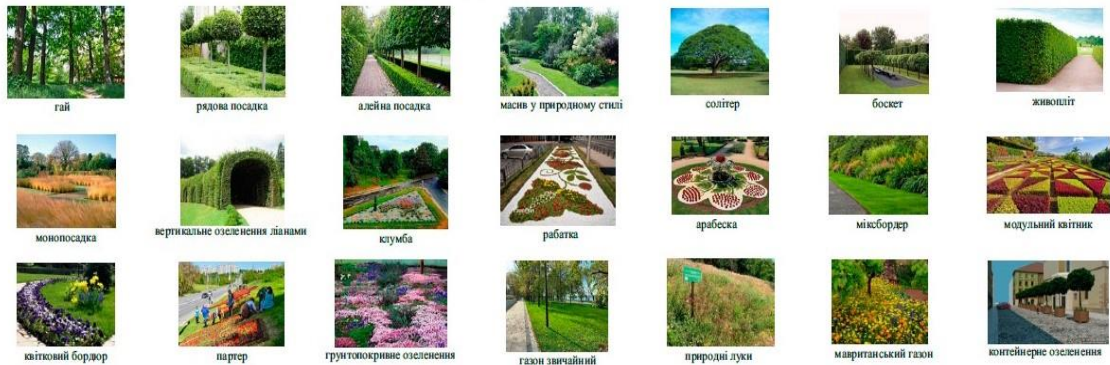 гай
рядова посадка
алейна посадка
масив у природному стилі
солітер
боскет
живопліт
монопосадка
вертикальне озеленення ліанами
клумба
рабатка
арабеска
міксбордер
модульний квітник
квітковий бордюр
партер
грунтопокривне озеленення
газон звичайний
природні луки
мавританський газон
контейнерне озеленення